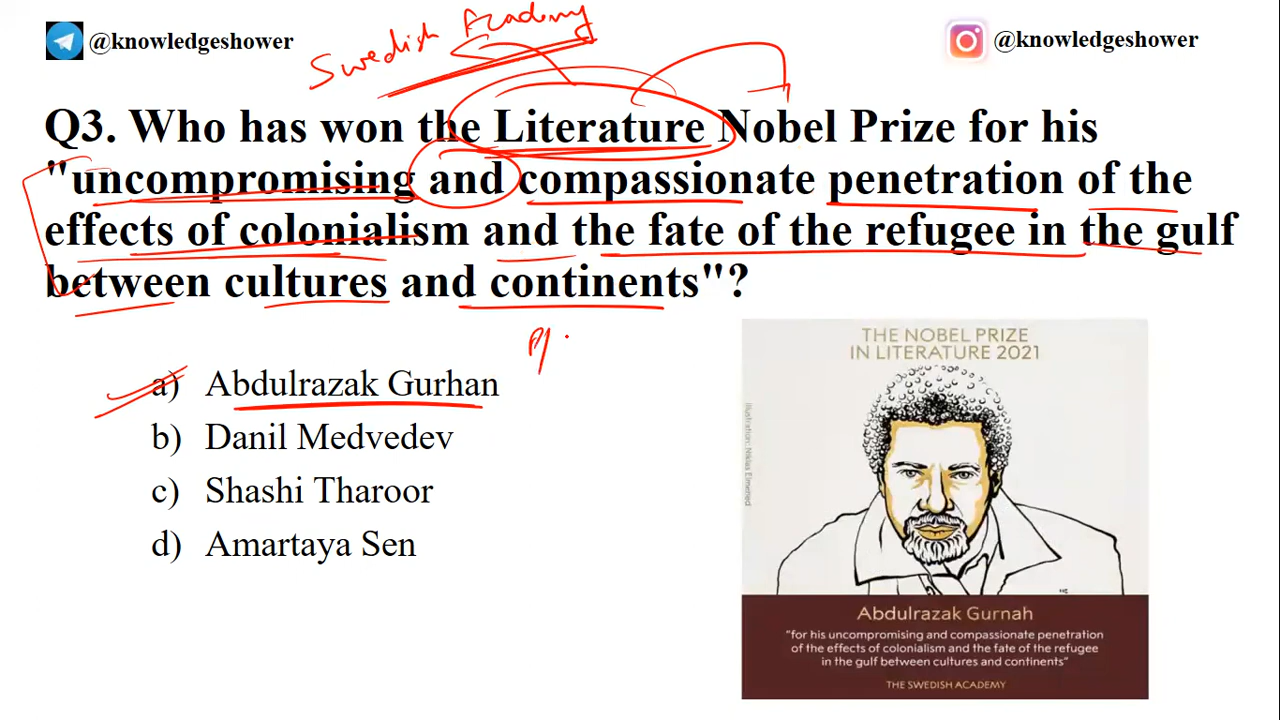 Swedish Academy
@knowledgeshower
@knowledgeshower
Q3. Who has won the Literature Nobel Prize for his
"uncompromising and compassionate penetration of the
effects of colonialism and the fate of the refugee in the gulf
between cultures and continents"?
a) Abdulrazak Gurhan
b) Danil Medvedev
c) Shashi Tharoor
d) Amartaya Sen
THE NOBEL PRIZE
IN LITERATURE 2021
Illustration: Niklas Elmehed
Abdulrazak Gurnah
"for his uncompromising and compassionate penetration
of the effects of colonialism and the fate of the refugee
in the gulf between cultures and continents"
THE SWEDISH ACADEMY